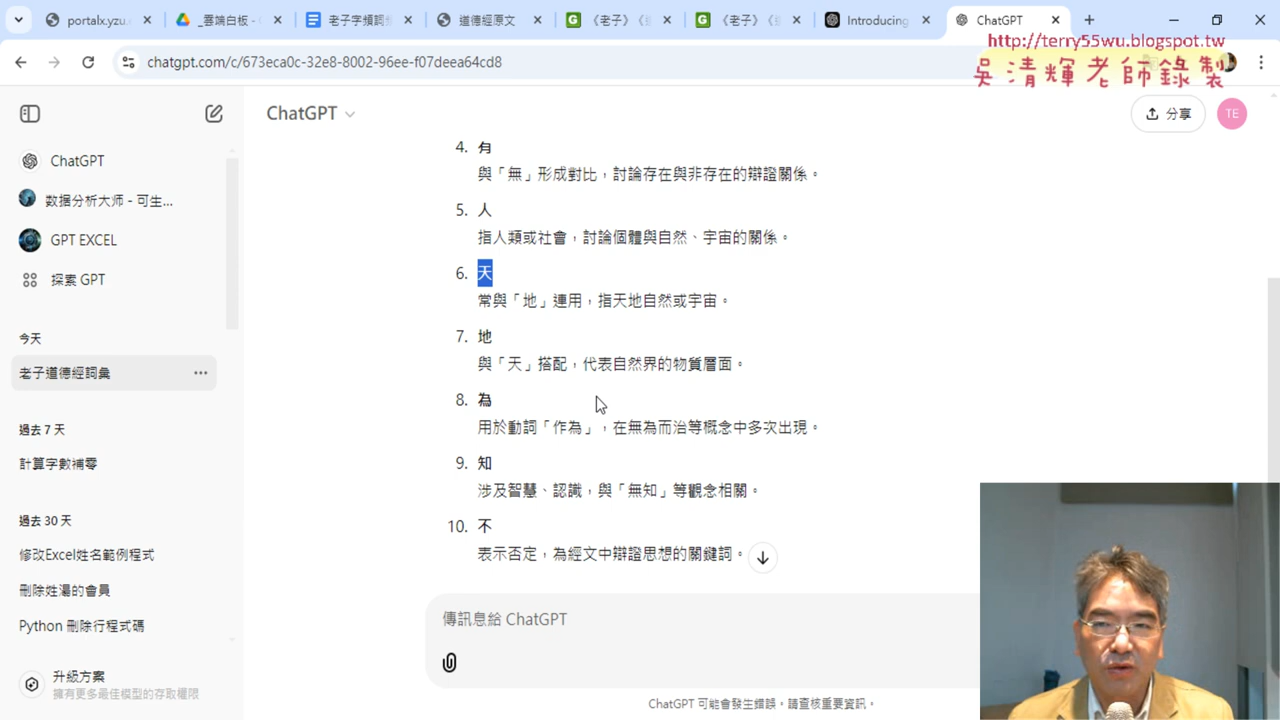 portalx.yzu.
_雲端白板 -
老子字頻詞
道德經原文
《老子》
《老子》
Introducing
ChatGPT
http://terry55wu.blogspot.tw
chatgpt.com/c/673eca0c-32e8-8002-96ee-f07deea64cd8
吳清輝老師錄製
ChatGPT
分享
TE
ChatGPT
数据分析大师 - 可生...
GPT EXCEL
探索 GPT
今天
老子道德經詞彙
過去 7 天
計算字數補零
過去 30 天
修改Excel姓名範例程式
刪除姓湯的會員
Python 刪除行程式碼
升級方案
擁有更多最佳模型的存取權限
4. 有
與「無」形成對比，討論存在與非存在的辯證關係。
5. 人
指人類或社會，討論個體與自然、宇宙的關係。
6. 天
常與「地」連用，指天地自然或宇宙。
7. 地
與「天」搭配，代表自然界的物質層面。
8. 為
用於動詞「作為」，在無為而治等概念中多次出現。
9. 知
涉及智慧、認識，與「無知」等觀念相關。
10. 不
表示否定，為經文中辯證思想的關鍵詞。
傳訊息給 ChatGPT
ChatGPT 可能會發生錯誤。請查核重要資訊。